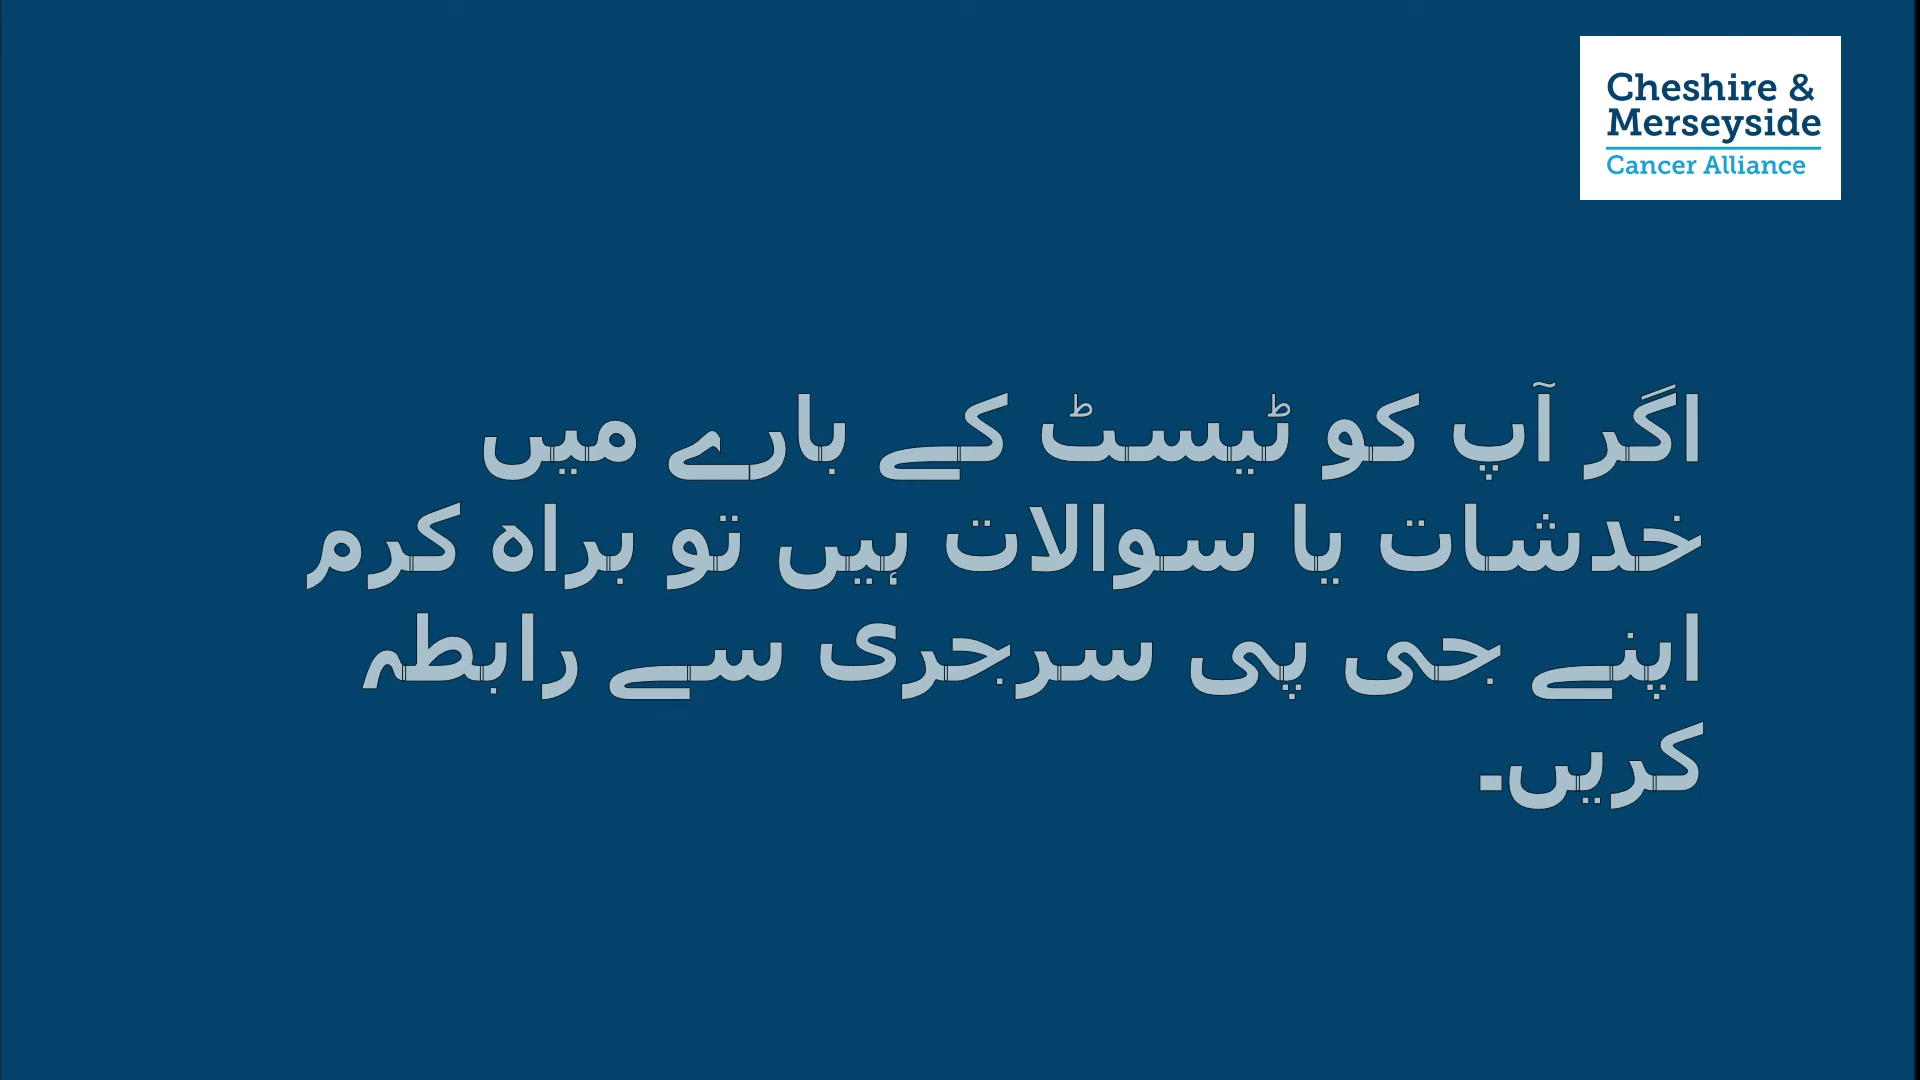 Cheshire &
Merseyside
Cancer Alliance
اگر آپ کو ٹیسٹ کے بارے میں
خدشات یا سوالات ہیں تو براہ کرم
اپنے جی پی سرجری سے رابطہ
کریں۔